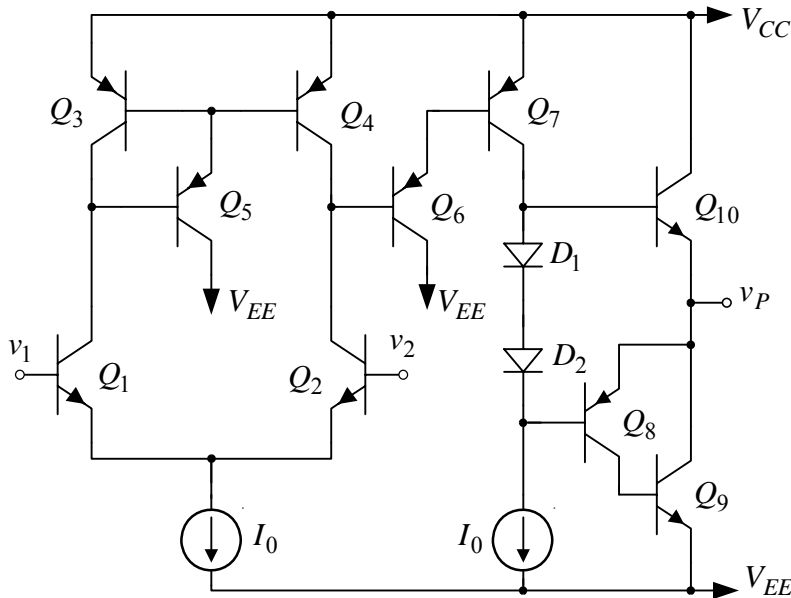 V_CC
Q_3
Q_4
Q_7
Q_5
Q_6
Q_10
D_1
V_EE
V_EE
v_P
v_1
Q_1
Q_2
v_2
D_2
Q_8
Q_9
I_0
I_0
V_EE